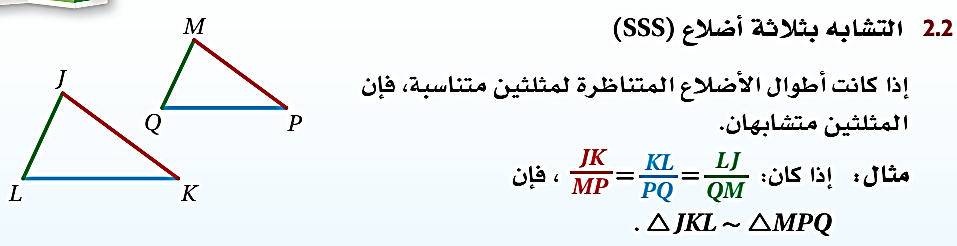 2.2 التشابه بثلاثة أضلاع (SSS)
إذا كانت أطوال الأضلاع المتناظرة لمثلثين متناسبة، فإن
المثلثين متشابهان.
مثال: إذا كان: JK/MP = KL/PQ = LJ/QM ، فإن
△JKL ~ △MPQ .
M
J
Q
P
L
K